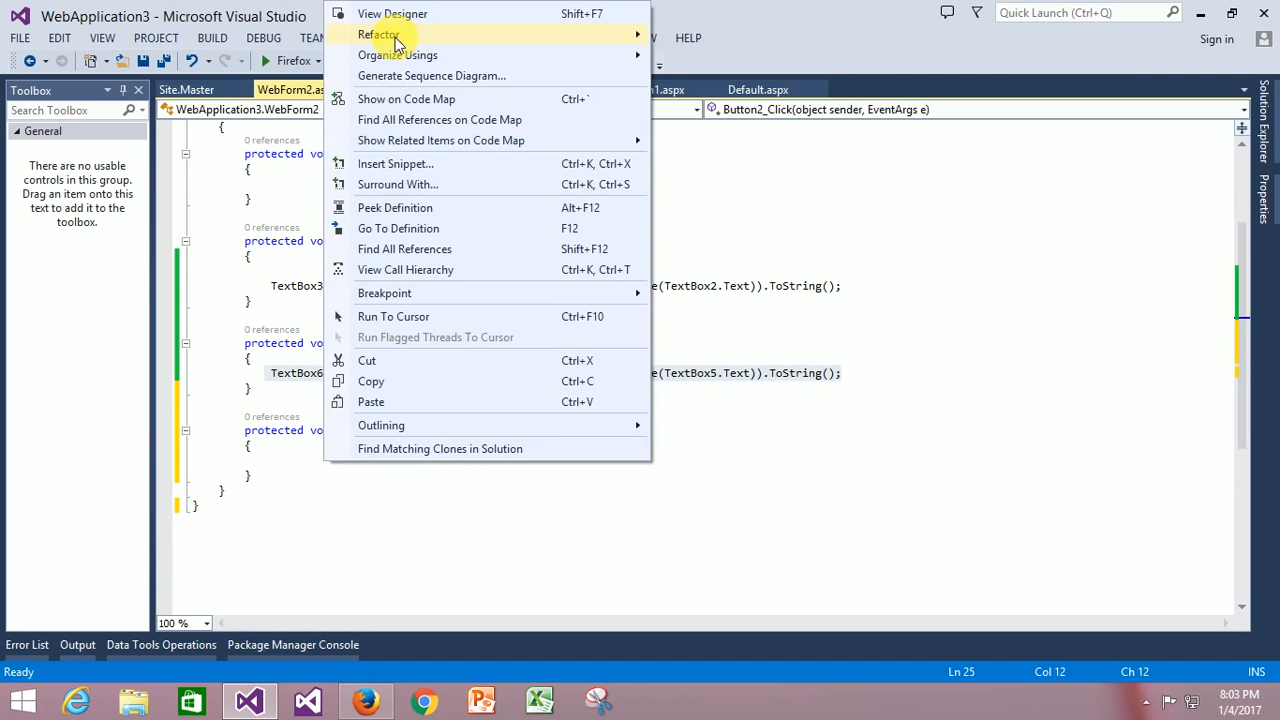 WebApplication3 - Microsoft Visual Studio
Quick Launch (Ctrl+Q)
FILE EDIT VIEW PROJECT BUILD DEBUG TEAM HELP
Sign in
Firefox
Toolbox
Search Toolbox
General
There are no usable
controls in this group.
Drag an item onto this
text to add it to the
toolbox.
Site.Master WebForm2.as Default.aspx
WebApplication3.WebForm2
Button2_Click(object sender, EventArgs e)
View Designer Shift+F7
Refactor
Organize Usings
Generate Sequence Diagram...
Show on Code Map Ctrl+`
Find All References on Code Map
Show Related Items on Code Map
Insert Snippet... Ctrl+K, Ctrl+X
Surround With... Ctrl+K, Ctrl+S
Peek Definition Alt+F12
Go To Definition F12
Find All References Shift+F12
View Call Hierarchy Ctrl+K, Ctrl+T
Breakpoint
Run To Cursor Ctrl+F10
Run Flagged Threads To Cursor
Cut Ctrl+X
Copy Ctrl+C
Paste Ctrl+V
Outlining
Find Matching Clones in Solution
{
0 references
protected vo
{
}
0 references
protected vo
{
TextBox3 e(TextBox2.Text)).ToString();
}
0 references
protected vo
{
TextBox6 e(TextBox5.Text)).ToString();
}
0 references
protected vo
{
}
}
}
Solution Explorer
Properties
100 %
Error List Output Data Tools Operations Package Manager Console
Ready Ln 25 Col 12 Ch 12 INS
8:03 PM
1/4/2017